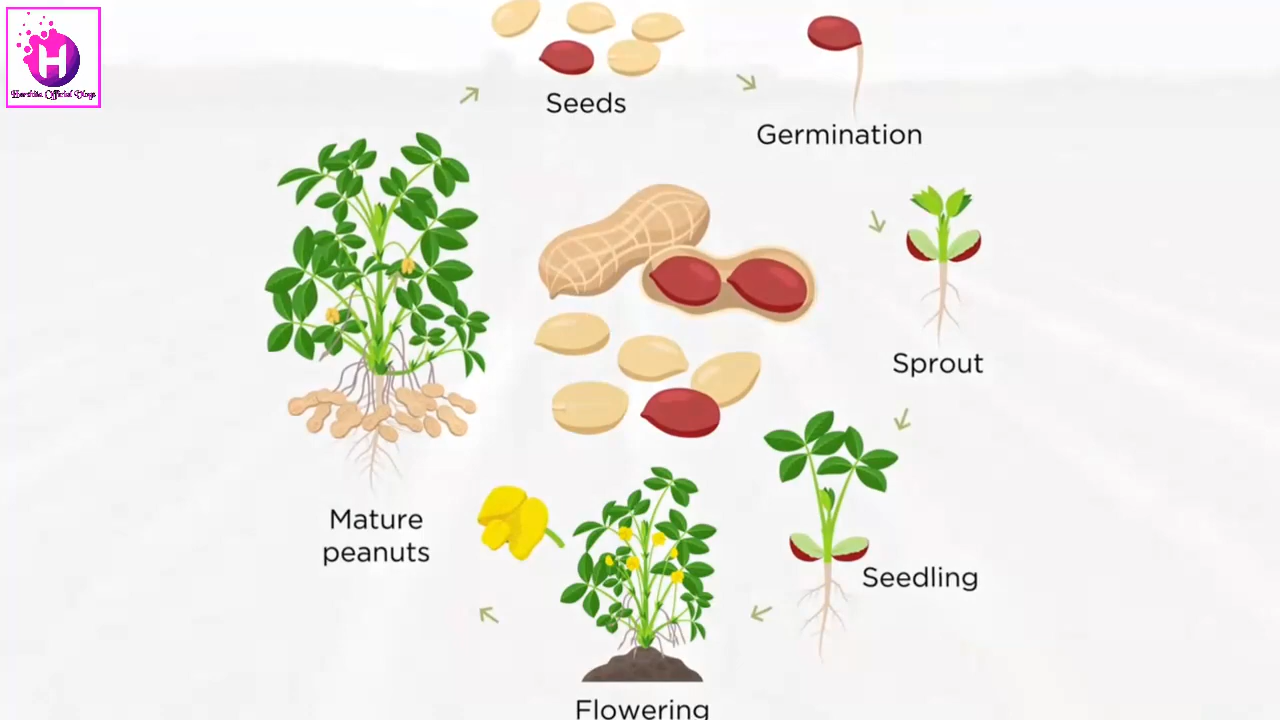 Seeds
Germination
Sprout
Seedling
Flowering
Mature
peanuts